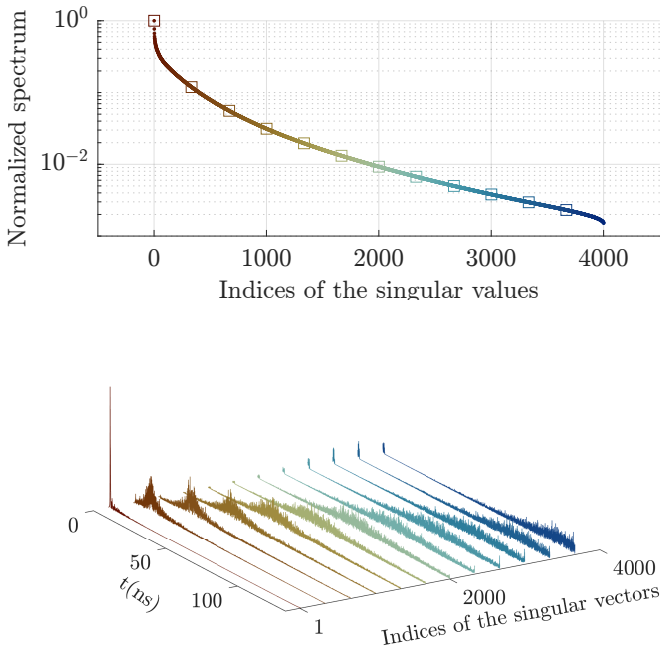 Normalized spectrum
10^0
10^-2
0 1000 2000 3000 4000
Indices of the singular values
0
50
100
t(ns)
1
2000
4000
Indices of the singular vectors